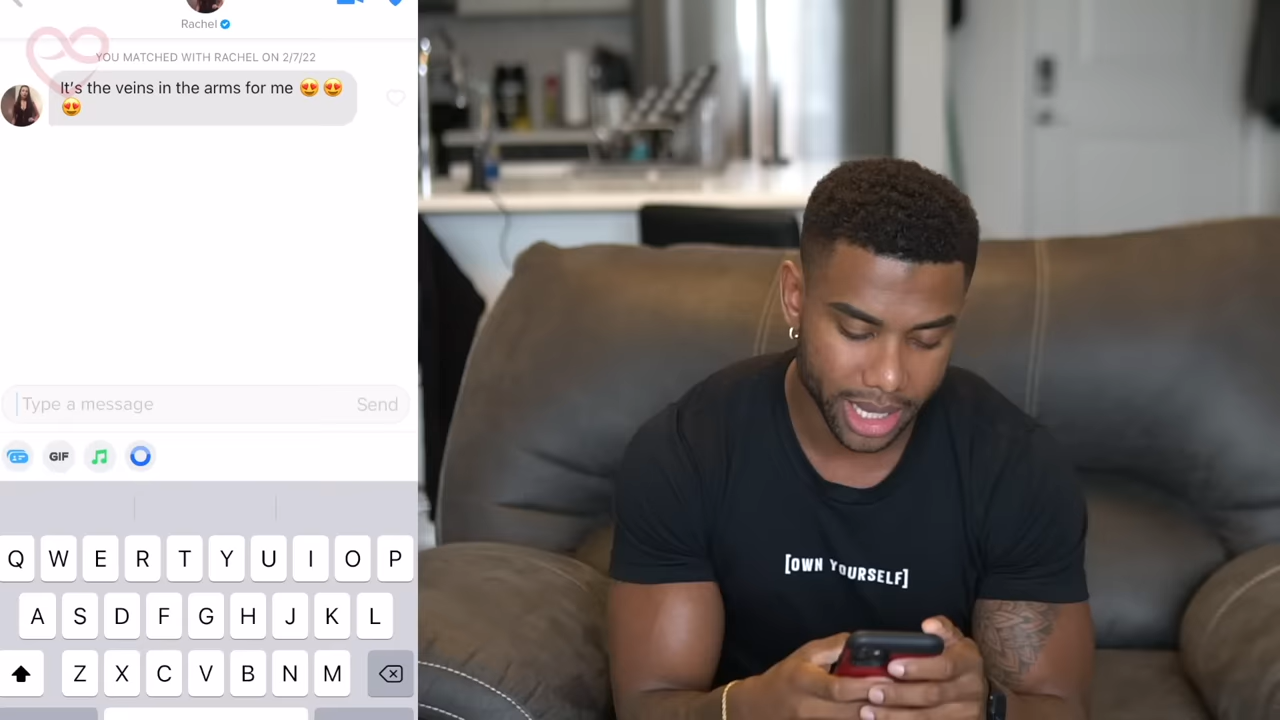 Rachel
YOU MATCHED WITH RACHEL ON 2/7/22
It's the veins in the arms for me 😍 😍
😍
Type a message
Send
GIF
Q W E R T Y U I O P
A S D F G H J K L
Z X C V B N M
[OWN YOURSELF]